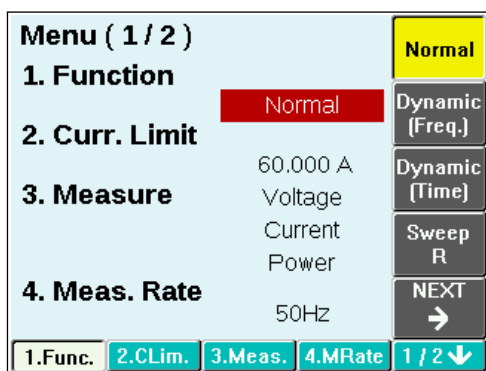 Menu ( 1 / 2 )
Normal
1. Function
Normal
Dynamic
(Freq.)
2. Curr. Limit
60.000 A
Dynamic
(Time)
3. Measure
Voltage
Current
Power
Sweep
R
4. Meas. Rate
50Hz
NEXT
→
1.Func. 2.CLim. 3.Meas. 4.MRate 1 / 2 ↓